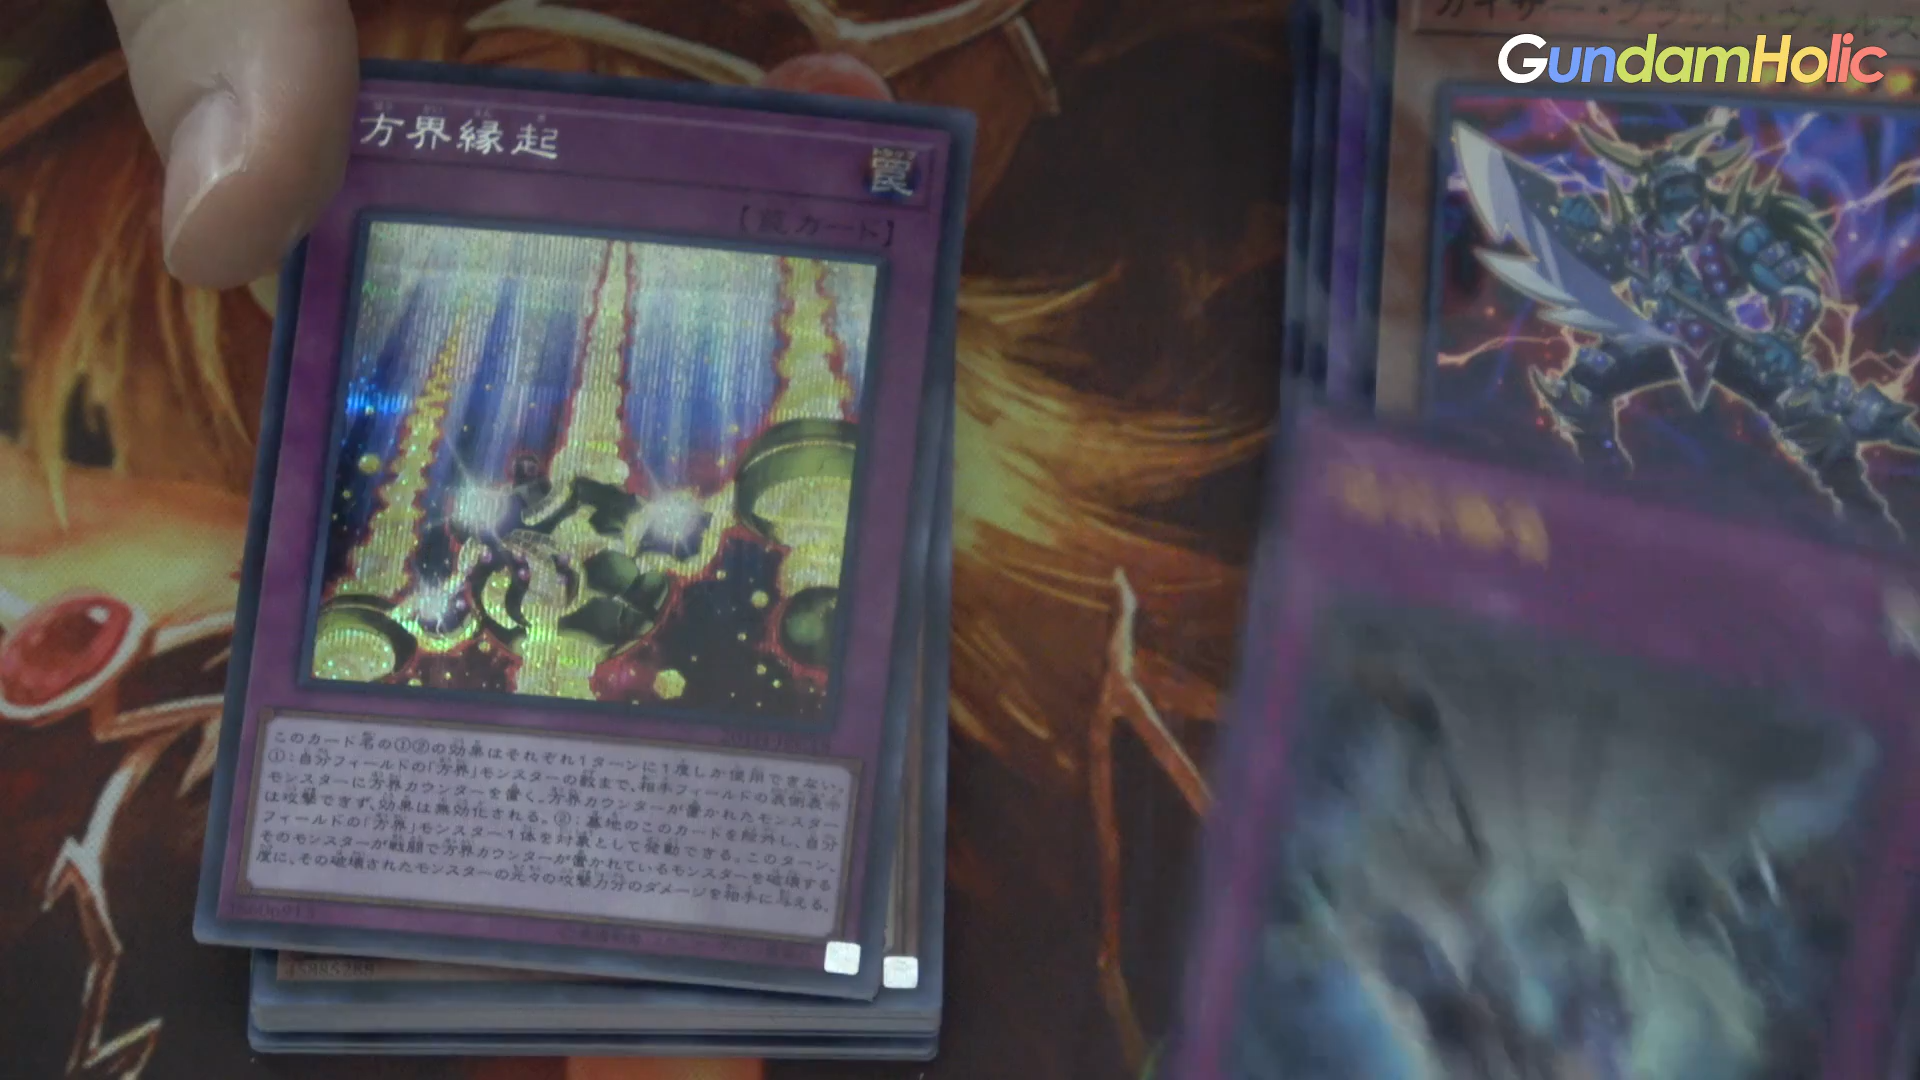 GundamHolic
カイザー・ブラッド・ヴォルス
方界縁起
罠
【罠カード】
このカード名の①②の効果はそれぞれ1ターンに1度しか使用できない。
①:自分フィールドの「方界」モンスターの数まで、相手フィールドの表側表示
モンスターに方界カウンターを置く。方界カウンターが置かれたモンスター
は攻撃できず、効果は無効化される。②:墓地のこのカードを除外し、自分
フィールドの「方界」モンスター1体を対象として発動できる。このターン、
そのモンスターが戦闘で方界カウンターが置かれているモンスターを破壊する
度に、その破壊されたモンスターの元々の攻撃力分のダメージを相手に与える。